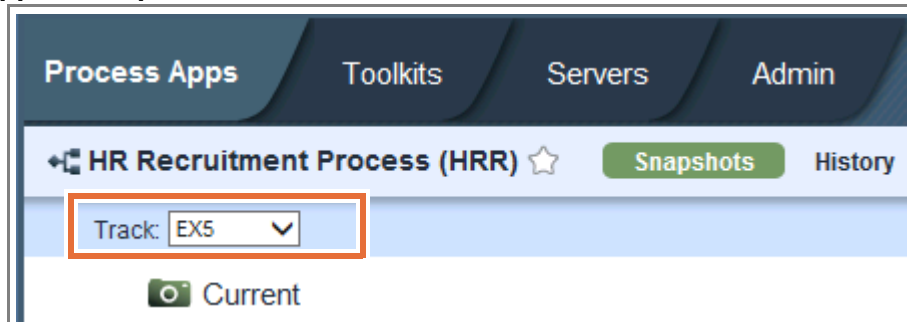 Process Apps Toolkits Servers Admin
HR Recruitment Process (HRR) Snapshots History
Track: EX5
Current